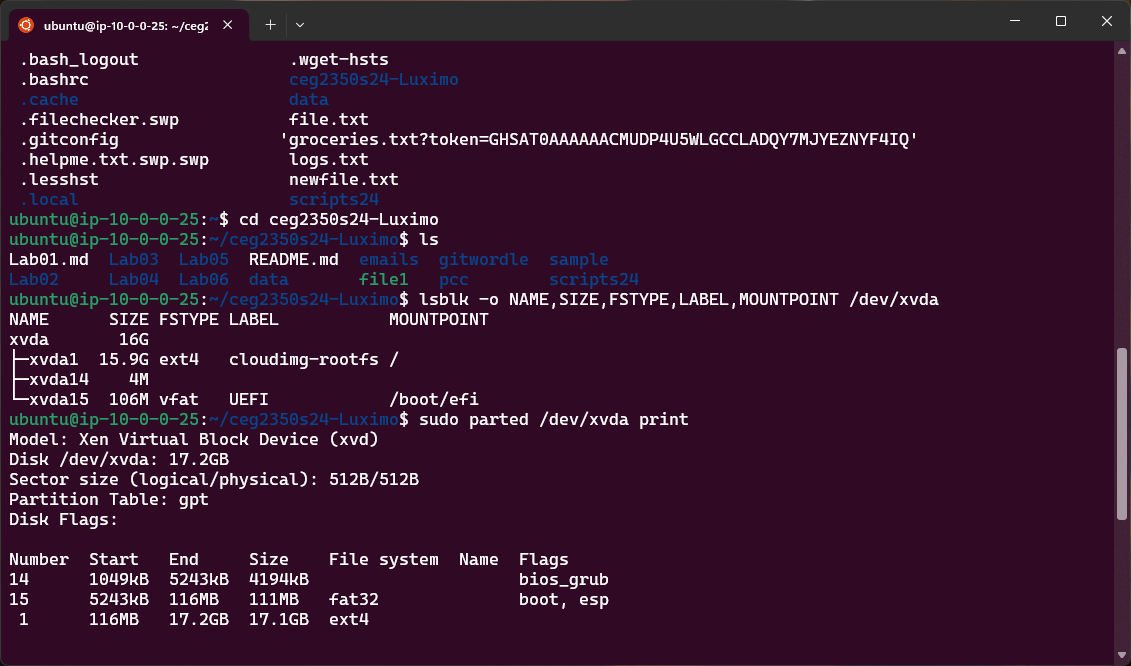 ubuntu@ip-10-0-0-25: ~/ceg2
 .bash_logout                .wget-hsts
 .bashrc                     ceg2350s24-Luximo
 .cache                      data
 .filechecker.swp            file.txt
 .gitconfig                 'groceries.txt?token=GHSAT0AAAAAACMUDP4U5WLGCCLADQY7MJYEZNYF4IQ'
 .helpme.txt.swp.swp         logs.txt
 .lesshst                    newfile.txt
 .local                      scripts24
ubuntu@ip-10-0-0-25:~$ cd ceg2350s24-Luximo
ubuntu@ip-10-0-0-25:~/ceg2350s24-Luximo$ ls
Lab01.md  Lab03  Lab05  README.md  emails  gitwordle  sample
Lab02     Lab04  Lab06  data       file1   pcc        scripts24
ubuntu@ip-10-0-0-25:~/ceg2350s24-Luximo$ lsblk -o NAME,SIZE,FSTYPE,LABEL,MOUNTPOINT /dev/xvda
NAME      SIZE FSTYPE LABEL           MOUNTPOINT
xvda       16G
├─xvda1  15.9G ext4   cloudimg-rootfs /
├─xvda14    4M
└─xvda15  106M vfat   UEFI            /boot/efi
ubuntu@ip-10-0-0-25:~/ceg2350s24-Luximo$ sudo parted /dev/xvda print
Model: Xen Virtual Block Device (xvd)
Disk /dev/xvda: 17.2GB
Sector size (logical/physical): 512B/512B
Partition Table: gpt
Disk Flags:

Number  Start   End     Size    File system  Name  Flags
14      1049kB  5243kB  4194kB                     bios_grub
15      5243kB  116MB   111MB   fat32              boot, esp
 1      116MB   17.2GB  17.1GB  ext4